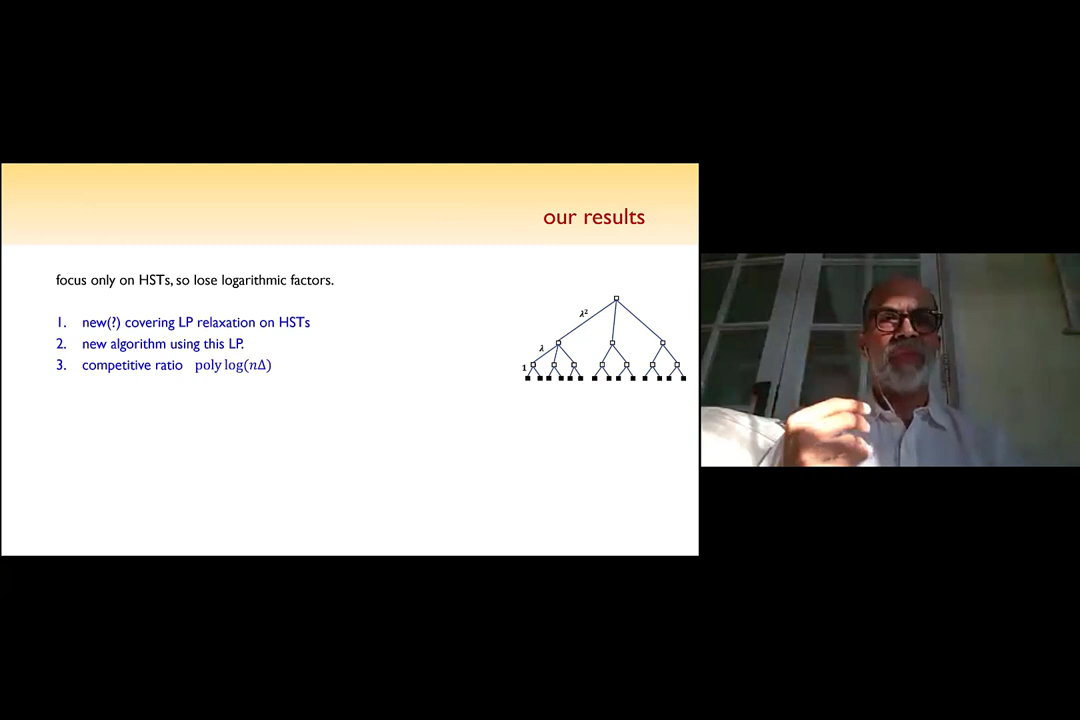 our results
focus only on HSTs, so lose logarithmic factors.
1. new(?) covering LP relaxation on HSTs
2. new algorithm using this LP.
3. competitive ratio poly log(nΔ)
λ²
λ
1